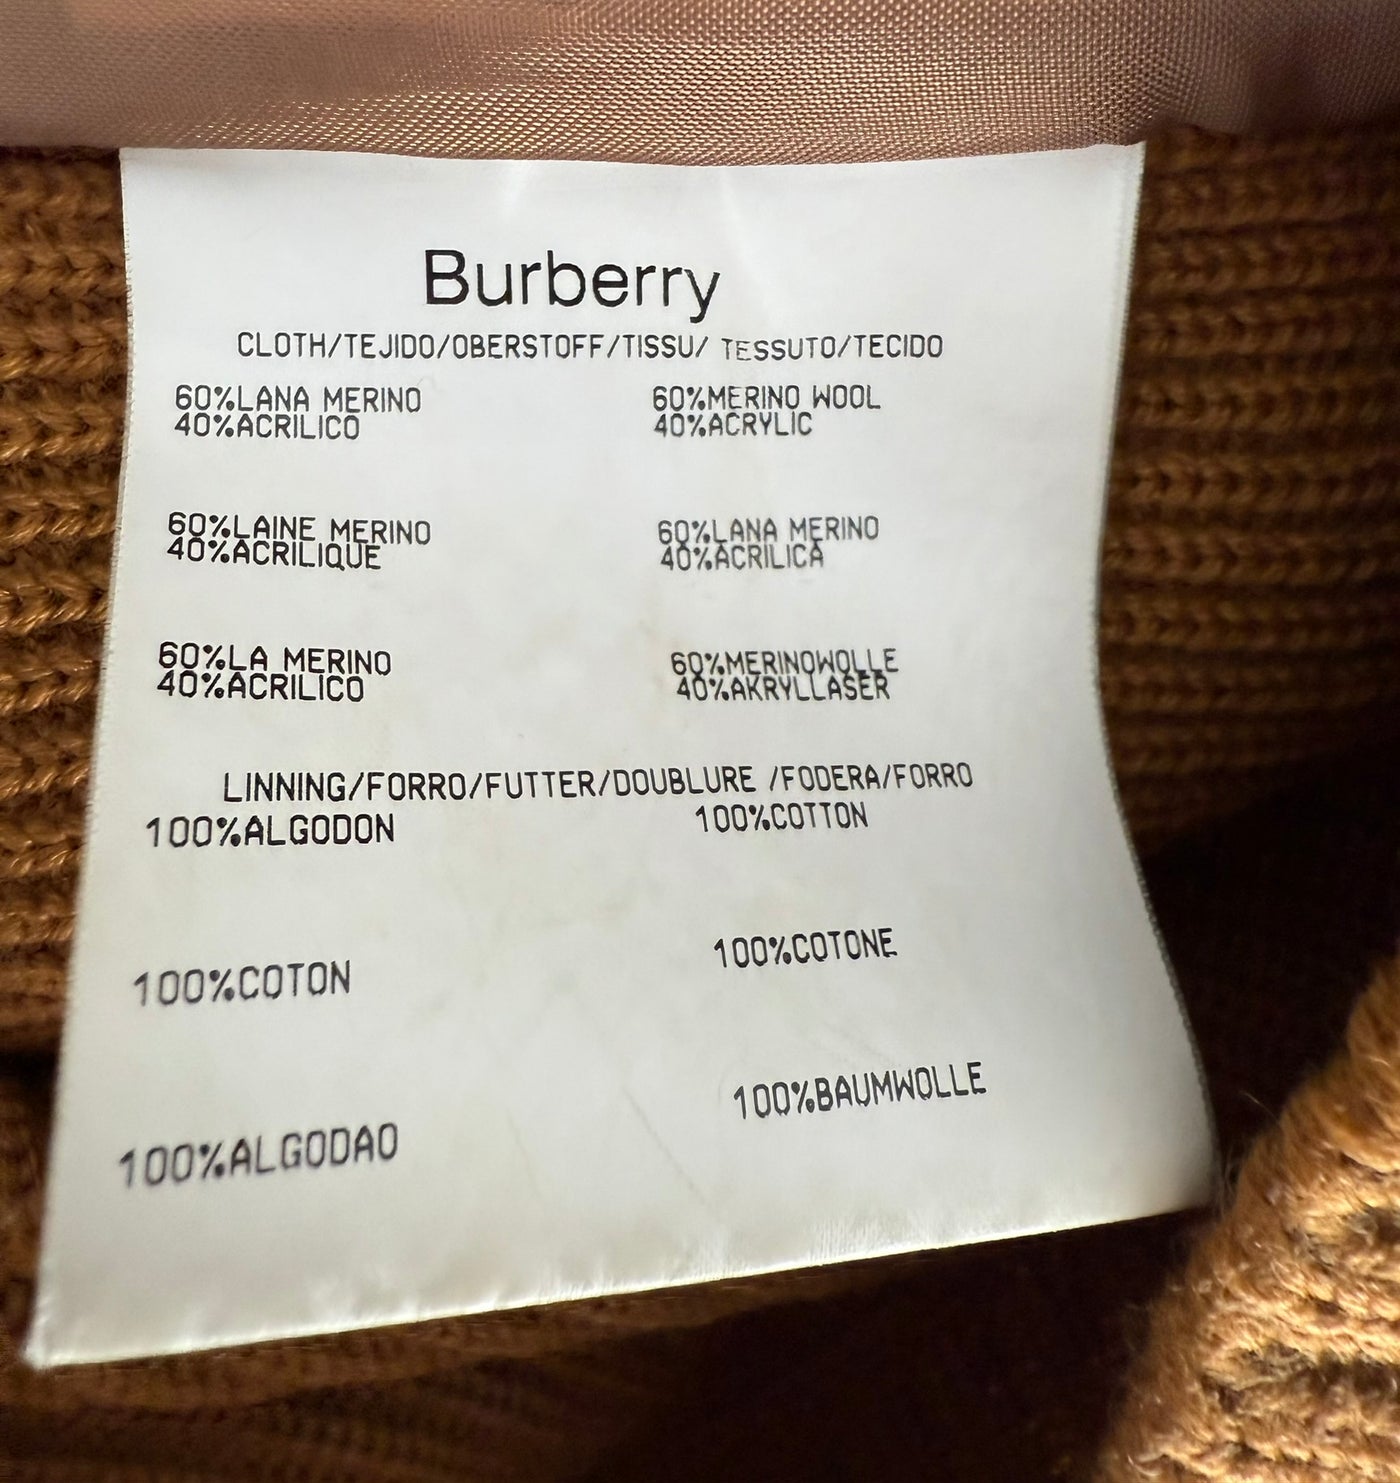 Burberry
CLOTH/TEJIDO/OBERSTOFF/TISSU/ TESSUTO/TECIDO
60%LANA MERINO
40%ACRILICO
60%MERINO WOOL
40%ACRYLIC
60%LAINE MERINO
40%ACRILIQUE
60%LANA MERINO
40%ACRILICA
60%LA MERINO
40%ACRILICO
60%MERINOWOLLE
40%AKRYLLASER
LINNING/FORRO/FUTTER/DOUBLURE /FODERA/FORRO
100%ALGODON
100%COTTON
100%COTON
100%COTONE
100%ALGODAO
100%BAUMWOLLE